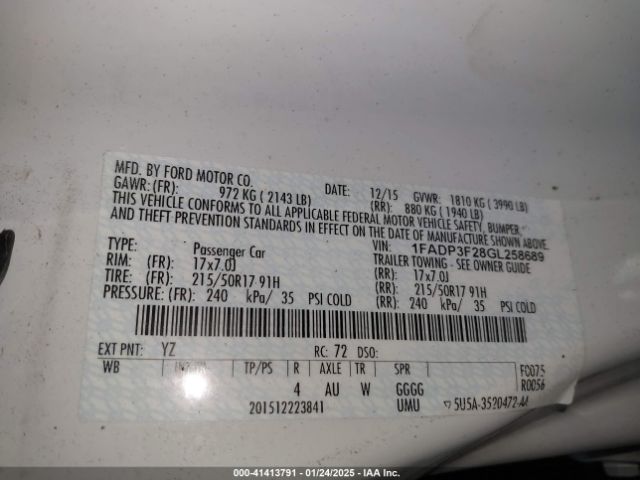 MFD. BY FORD MOTOR CO.
DATE: 12/15 GVWR: 1810 KG ( 3990 LB)
GAWR: (FR): 972 KG ( 2143 LB) (RR): 880 KG ( 1940 LB)
THIS VEHICLE CONFORMS TO ALL APPLICABLE FEDERAL MOTOR VEHICLE SAFETY, BUMPER,
AND THEFT PREVENTION STANDARDS IN EFFECT ON THE DATE OF MANUFACTURE SHOWN ABOVE.
VIN: 1FADP3F28GL258689
TYPE: Passenger Car TRAILER TOWING - SEE OWNER GUIDE
RIM: (FR): 17x7.0J (RR): 17x7.0J
TIRE: (FR): 215/50R17 91H (RR): 215/50R17 91H
PRESSURE: (FR): 240 kPa/ 35 PSI COLD (RR): 240 kPa/ 35 PSI COLD
EXT PNT: YZ RC: 72 DSO:
WB TP/PS R AXLE TR SPR F0075
4 AU W GGGG R0056
201512223841 UMU ▽5U5A-3520472-AA
000-41413791 - 01/24/2025 - IAA Inc.